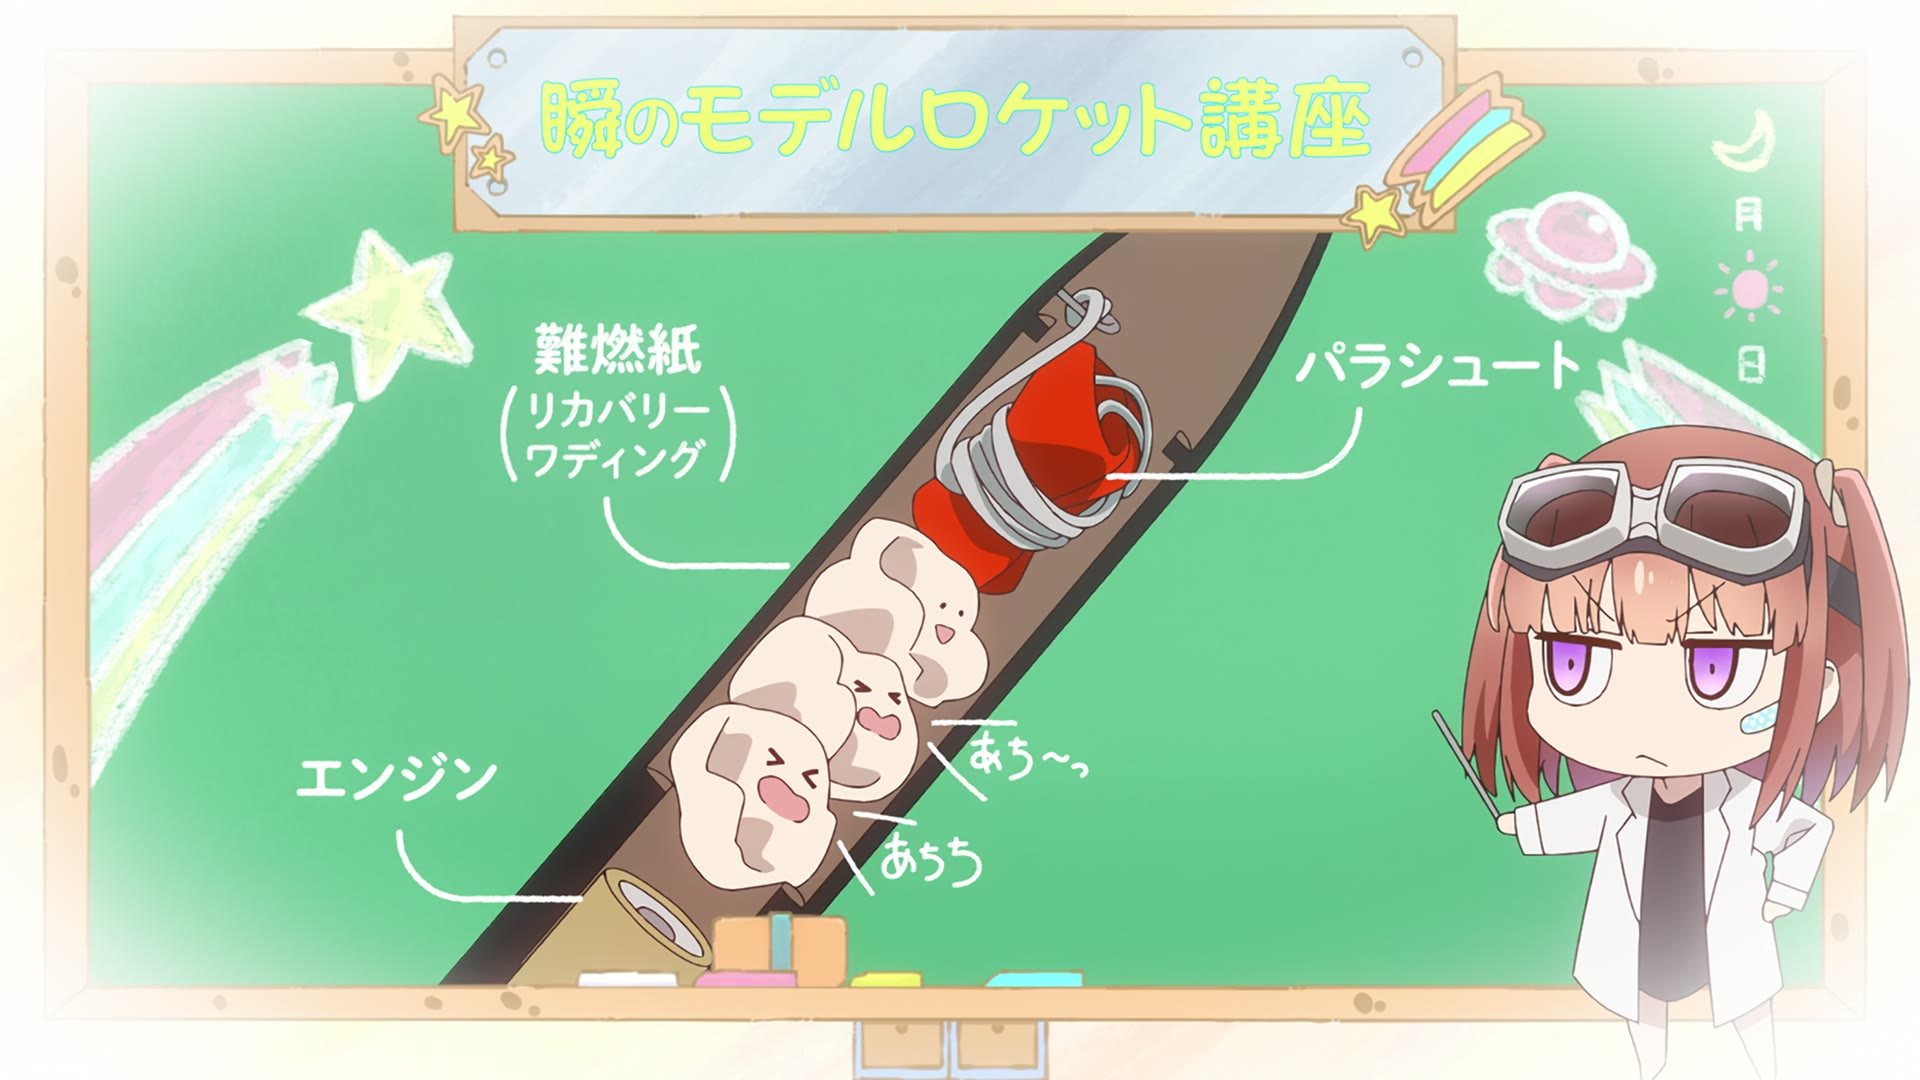 瞬のモデルロケット講座
月
日
難燃紙
(リカバリー
ワディング)
パラシュート
エンジン
あち〜っ
あちち